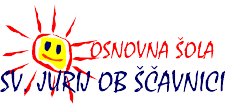 OSNOVNA ŠOLA
SV. JURIJ OB ŠČAVNICI